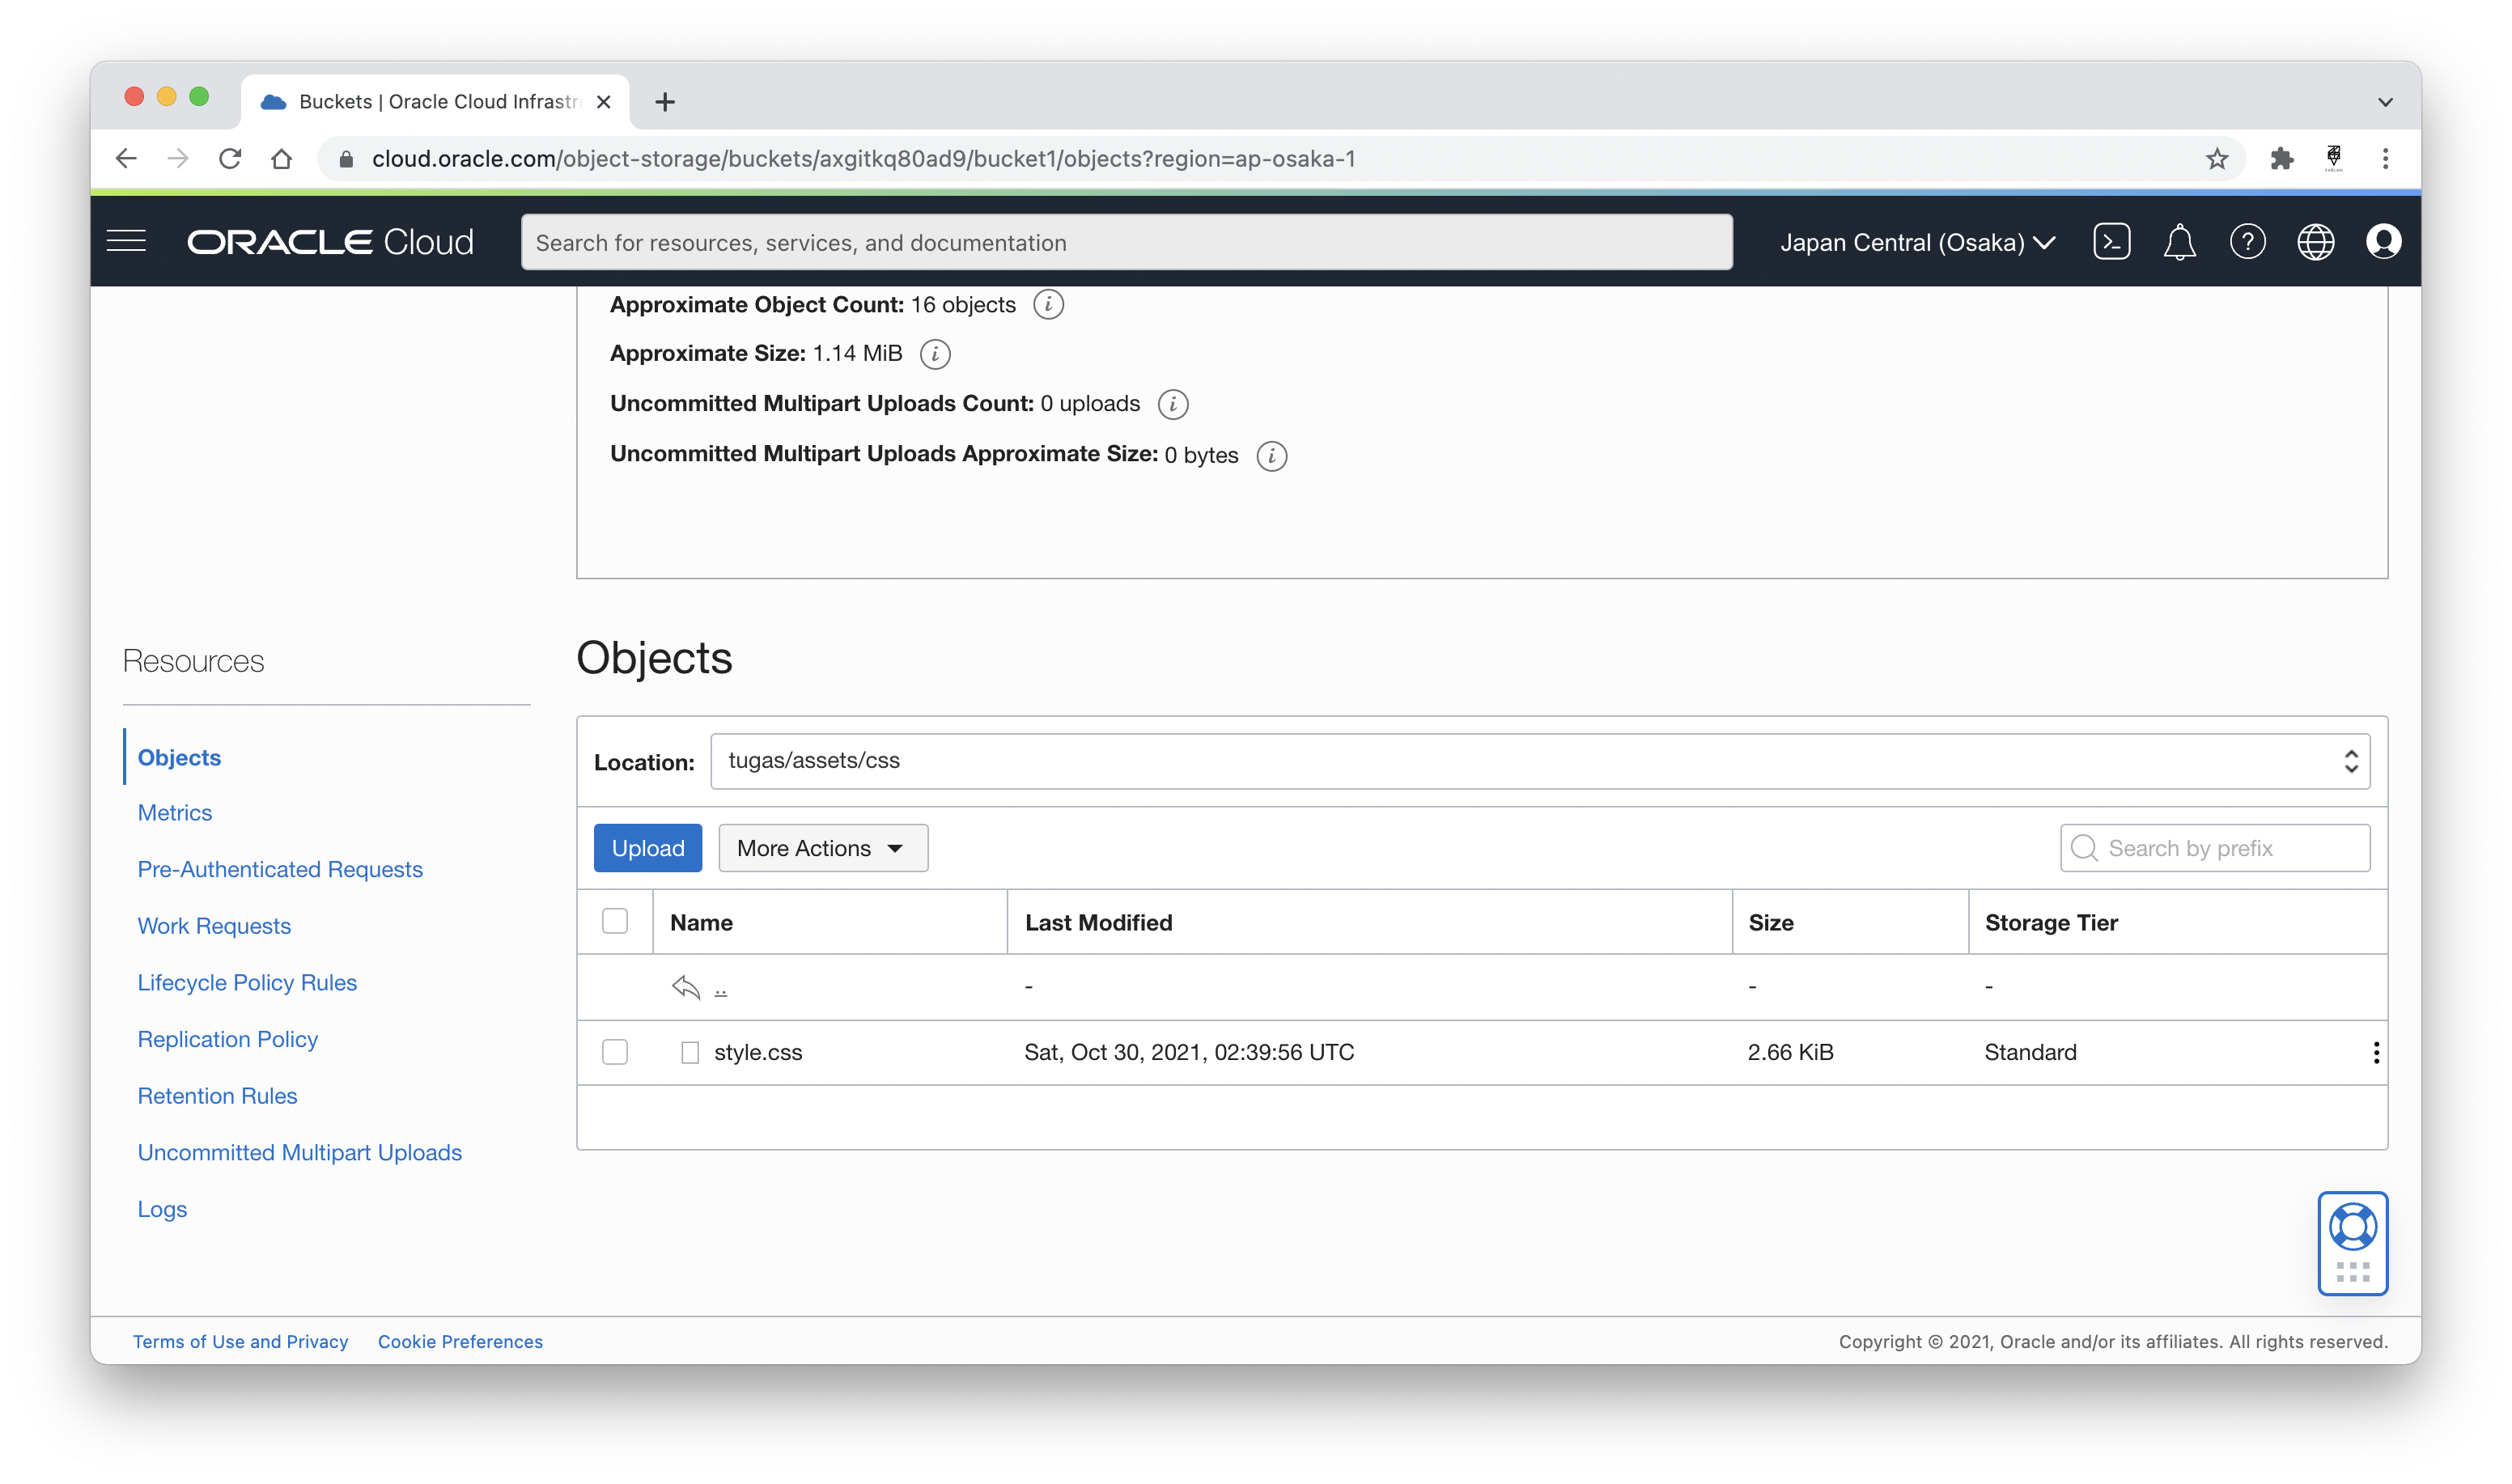 Buckets | Oracle Cloud Infrastr
cloud.oracle.com/object-storage/buckets/axgitkq80ad9/bucket1/objects?region=ap-osaka-1
ORACLE Cloud
Search for resources, services, and documentation
Japan Central (Osaka)
Approximate Object Count: 16 objects
Approximate Size: 1.14 MiB
Uncommitted Multipart Uploads Count: 0 uploads
Uncommitted Multipart Uploads Approximate Size: 0 bytes
Resources
Objects
Metrics
Pre-Authenticated Requests
Work Requests
Lifecycle Policy Rules
Replication Policy
Retention Rules
Uncommitted Multipart Uploads
Logs
Objects
Location: tugas/assets/css
Upload More Actions Search by prefix
Name Last Modified Size Storage Tier
.. - - -
style.css Sat, Oct 30, 2021, 02:39:56 UTC 2.66 KiB Standard
Terms of Use and Privacy Cookie Preferences Copyright © 2021, Oracle and/or its affiliates. All rights reserved.